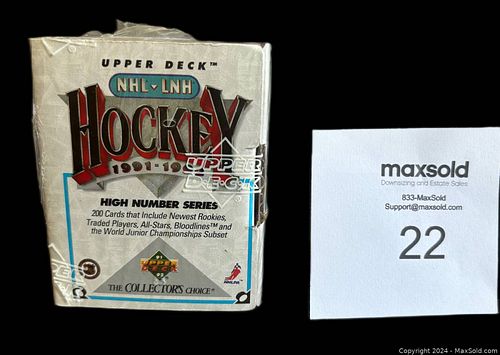 UPPER DECK™
NHL LNH
HOCKEY
1991-19
UPPER
D.E.C.K
HIGH NUMBER SERIES
200 Cards that Include Newest Rookies,
Traded Players, All-Stars, Bloodlines™ and
the World Junior Championships Subset
UPPER
DECK
THE COLLECTOR'S CHOICE
maxsold
Downsizing and Estate Sales
833-MaxSold
Support@maxsold.com
22
Copyright 2024 - MaxSold.com